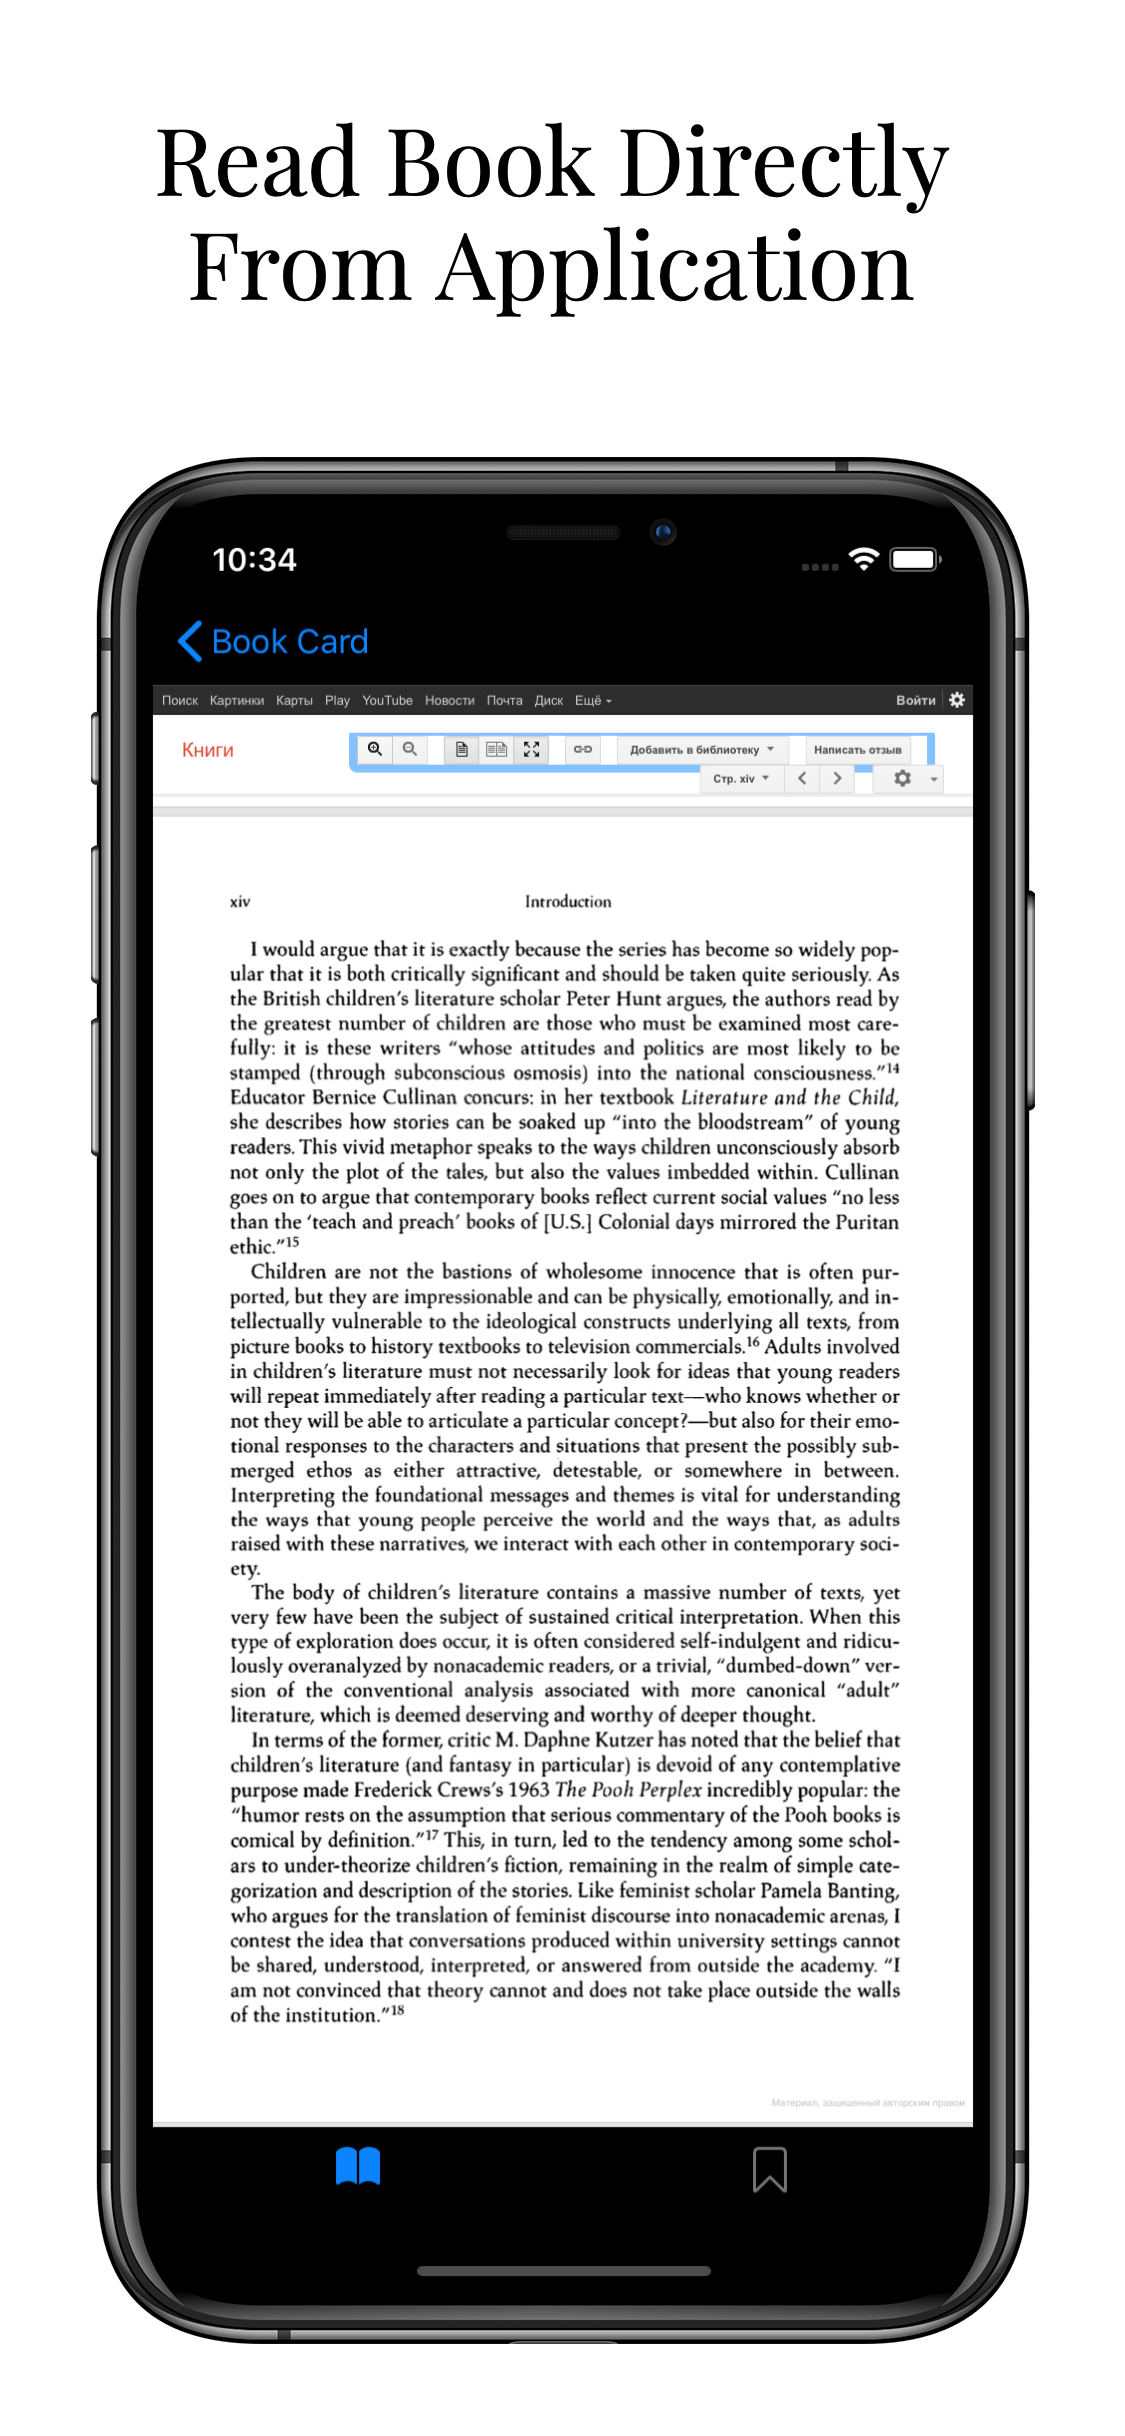 Read Book Directly
From Application
10:34
Book Card
Поиск Картинки Карты Play YouTube Новости Почта Диск Ещё Войти
Книги Добавить в библиотеку Написать отзыв
Стр. xiv
xiv Introduction
I would argue that it is exactly because the series has become so widely pop-
ular that it is both critically significant and should be taken quite seriously. As
the British children's literature scholar Peter Hunt argues, the authors read by
the greatest number of children are those who must be examined most care-
fully: it is these writers “whose attitudes and politics are most likely to be
stamped (through subconscious osmosis) into the national consciousness.”14
Educator Bernice Cullinan concurs: in her textbook Literature and the Child,
she describes how stories can be soaked up “into the bloodstream” of young
readers. This vivid metaphor speaks to the ways children unconsciously absorb
not only the plot of the tales, but also the values imbedded within. Cullinan
goes on to argue that contemporary books reflect current social values “no less
than the ‘teach and preach’ books of [U.S.] Colonial days mirrored the Puritan
ethic.”15
Children are not the bastions of wholesome innocence that is often pur-
ported, but they are impressionable and can be physically, emotionally, and in-
tellectually vulnerable to the ideological constructs underlying all texts, from
picture books to history textbooks to television commercials.16 Adults involved
in children's literature must not necessarily look for ideas that young readers
will repeat immediately after reading a particular text—who knows whether or
not they will be able to articulate a particular concept?—but also for their emo-
tional responses to the characters and situations that present the possibly sub-
merged ethos as either attractive, detestable, or somewhere in between.
Interpreting the foundational messages and themes is vital for understanding
the ways that young people perceive the world and the ways that, as adults
raised with these narratives, we interact with each other in contemporary soci-
ety.
The body of children's literature contains a massive number of texts, yet
very few have been the subject of sustained critical interpretation. When this
type of exploration does occur, it is often considered self-indulgent and ridicu-
lously overanalyzed by nonacademic readers, or a trivial, “dumbed-down” ver-
sion of the conventional analysis associated with more canonical “adult”
literature, which is deemed deserving and worthy of deeper thought.
In terms of the former, critic M. Daphne Kutzer has noted that the belief that
children's literature (and fantasy in particular) is devoid of any contemplative
purpose made Frederick Crews's 1963 The Pooh Perplex incredibly popular: the
“humor rests on the assumption that serious commentary of the Pooh books is
comical by definition.”17 This, in turn, led to the tendency among some schol-
ars to under-theorize children's fiction, remaining in the realm of simple cate-
gorization and description of the stories. Like feminist scholar Pamela Banting,
who argues for the translation of feminist discourse into nonacademic arenas, I
contest the idea that conversations produced within university settings cannot
be shared, understood, interpreted, or answered from outside the academy. “I
am not convinced that theory cannot and does not take place outside the walls
of the institution.”18
Материал, защищенный авторским правом